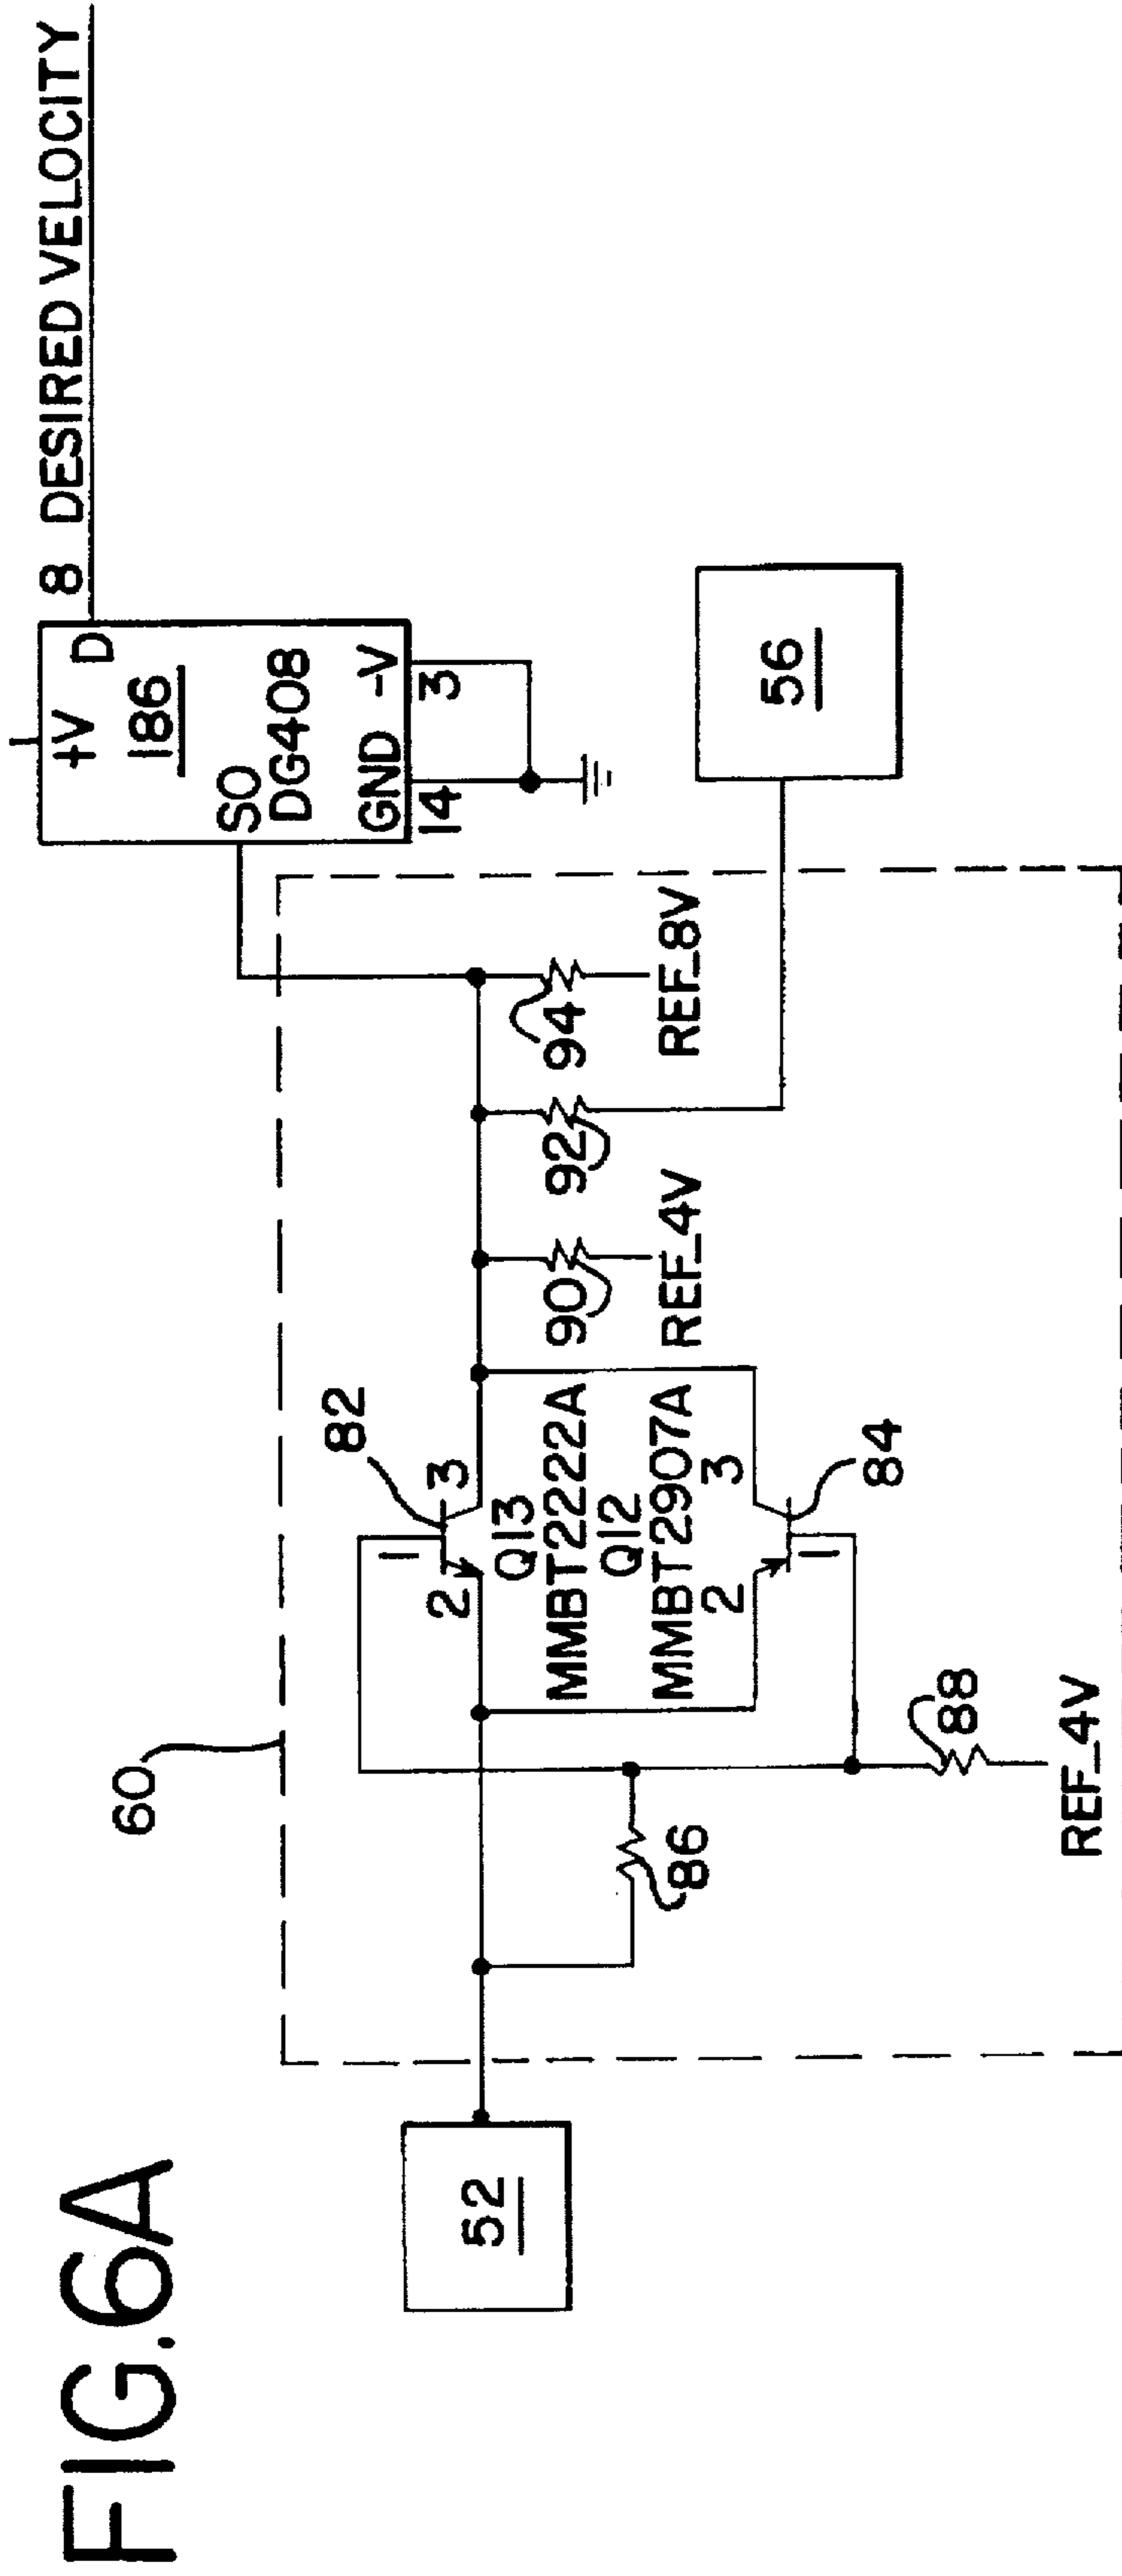 FIG.6A
60
52
86
88
REF_4V
82
1
2
3
Q13
MMBT2222A
Q12
MMBT2907A
2
3
1
84
90
REF_4V
92
94
REF_8V
56
+V
D
186
SO
DG408
GND
-V
14
3
8 DESIRED VELOCITY